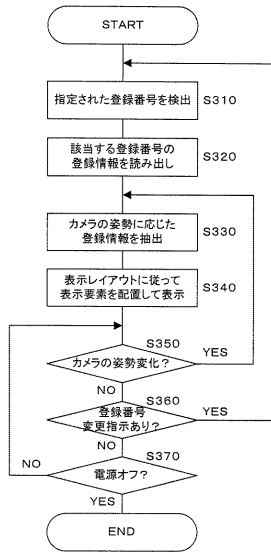 START
指定された登録番号を検出
S310
該当する登録番号の
登録情報を読み出し
S320
カメラの姿勢に応じた
登録情報を抽出
S330
表示レイアウトに従って
表示要素を配置して表示
S340
S350
カメラの姿勢変化?
YES
NO
S360
登録番号
変更指示あり?
YES
NO
S370
電源オフ?
NO
YES
END